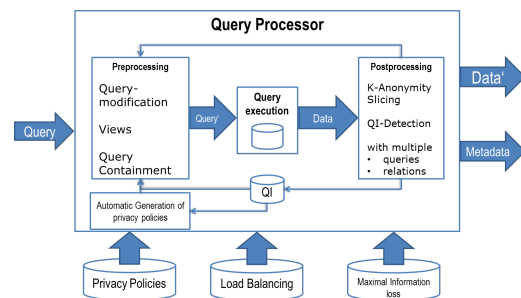 Query Processor
Preprocessing
Query-
modification
Views
Query
Containment
Query
execution
Postprocessing
K-Anonymity
Slicing
QI-Detection
with multiple
• queries
• relations
Query
Query'
Data
Data'
Metadata
QI
Automatic Generation of
privacy policies
Privacy Policies
Load Balancing
Maximal Information
loss